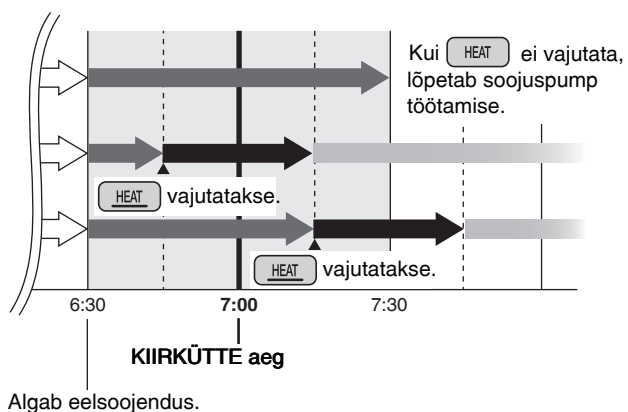 Kui HEAT ei vajutata,
lõpetab soojuspump
töötamise.
HEAT vajutatakse.
HEAT vajutatakse.
6:30 7:00 7:30
KIIRKÜTTE aeg
Algab eelsoojendus.